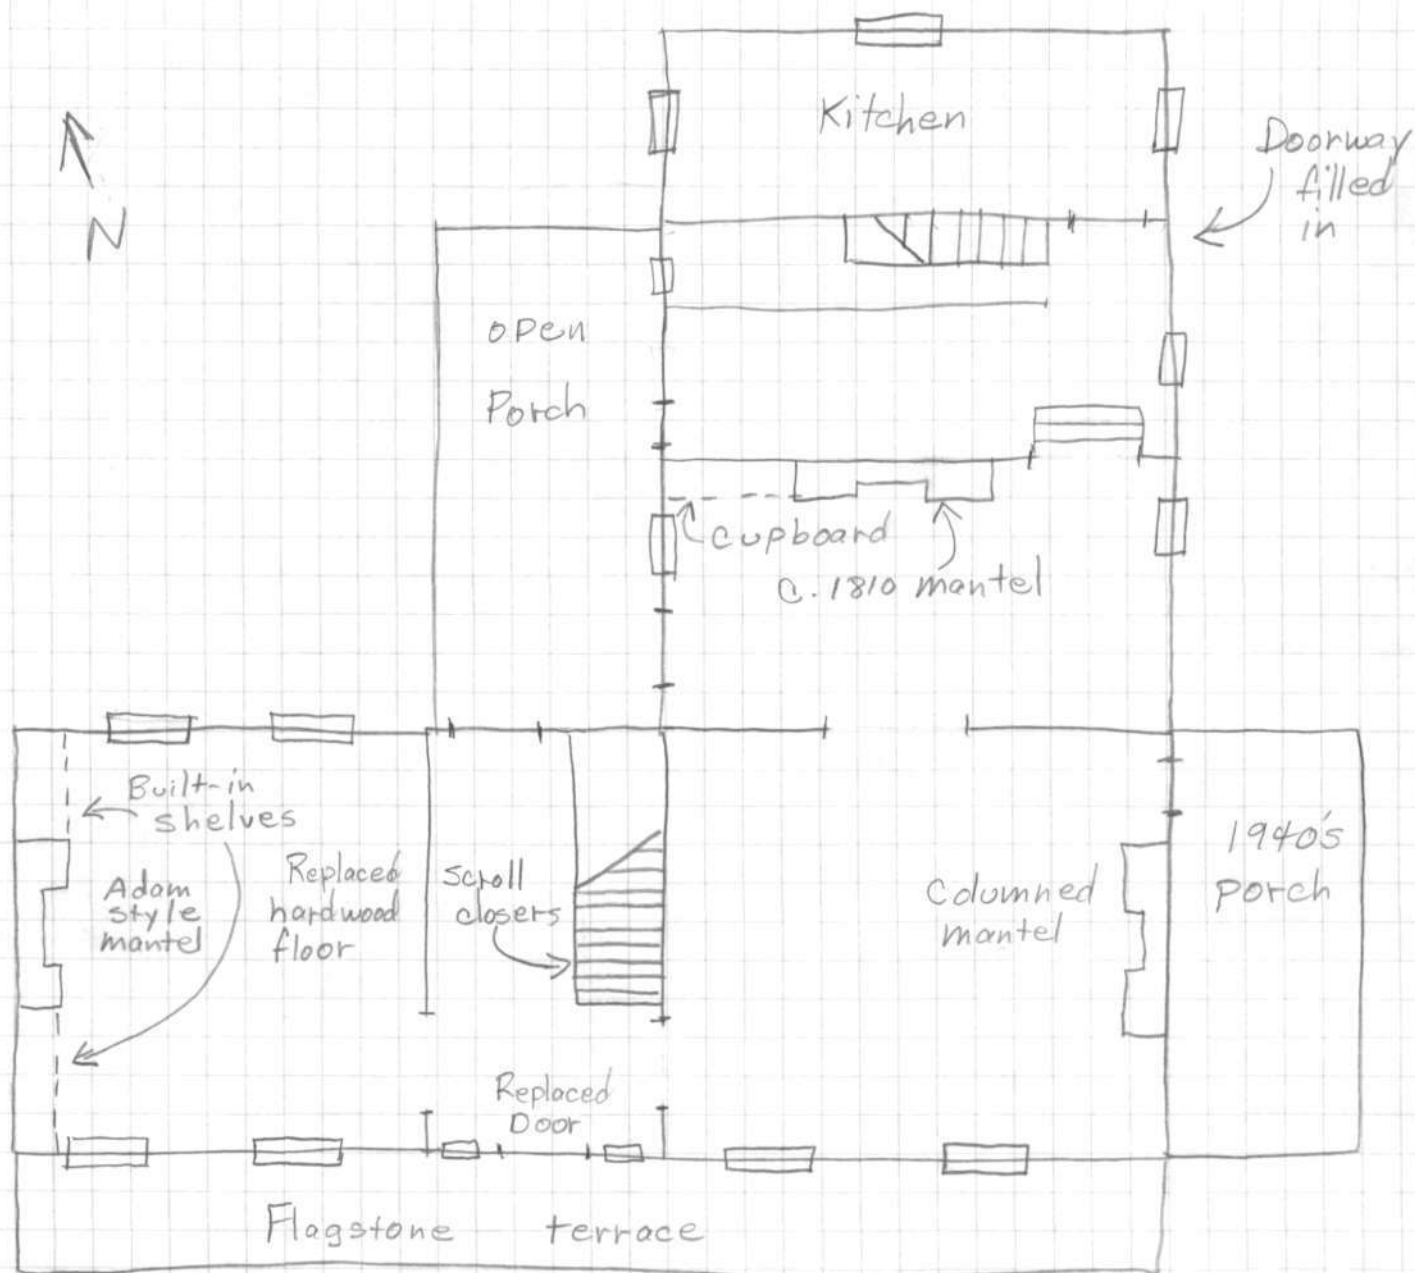 Kitchen
Doorway
filled
in
N
open
Porch
Cupboard
C. 1810 mantel
Built-in
shelves
Adam
style
mantel
Replaced
hardwood
floor
Scroll
closers
Columned
mantel
1940's
Porch
Replaced
Door
Flagstone terrace